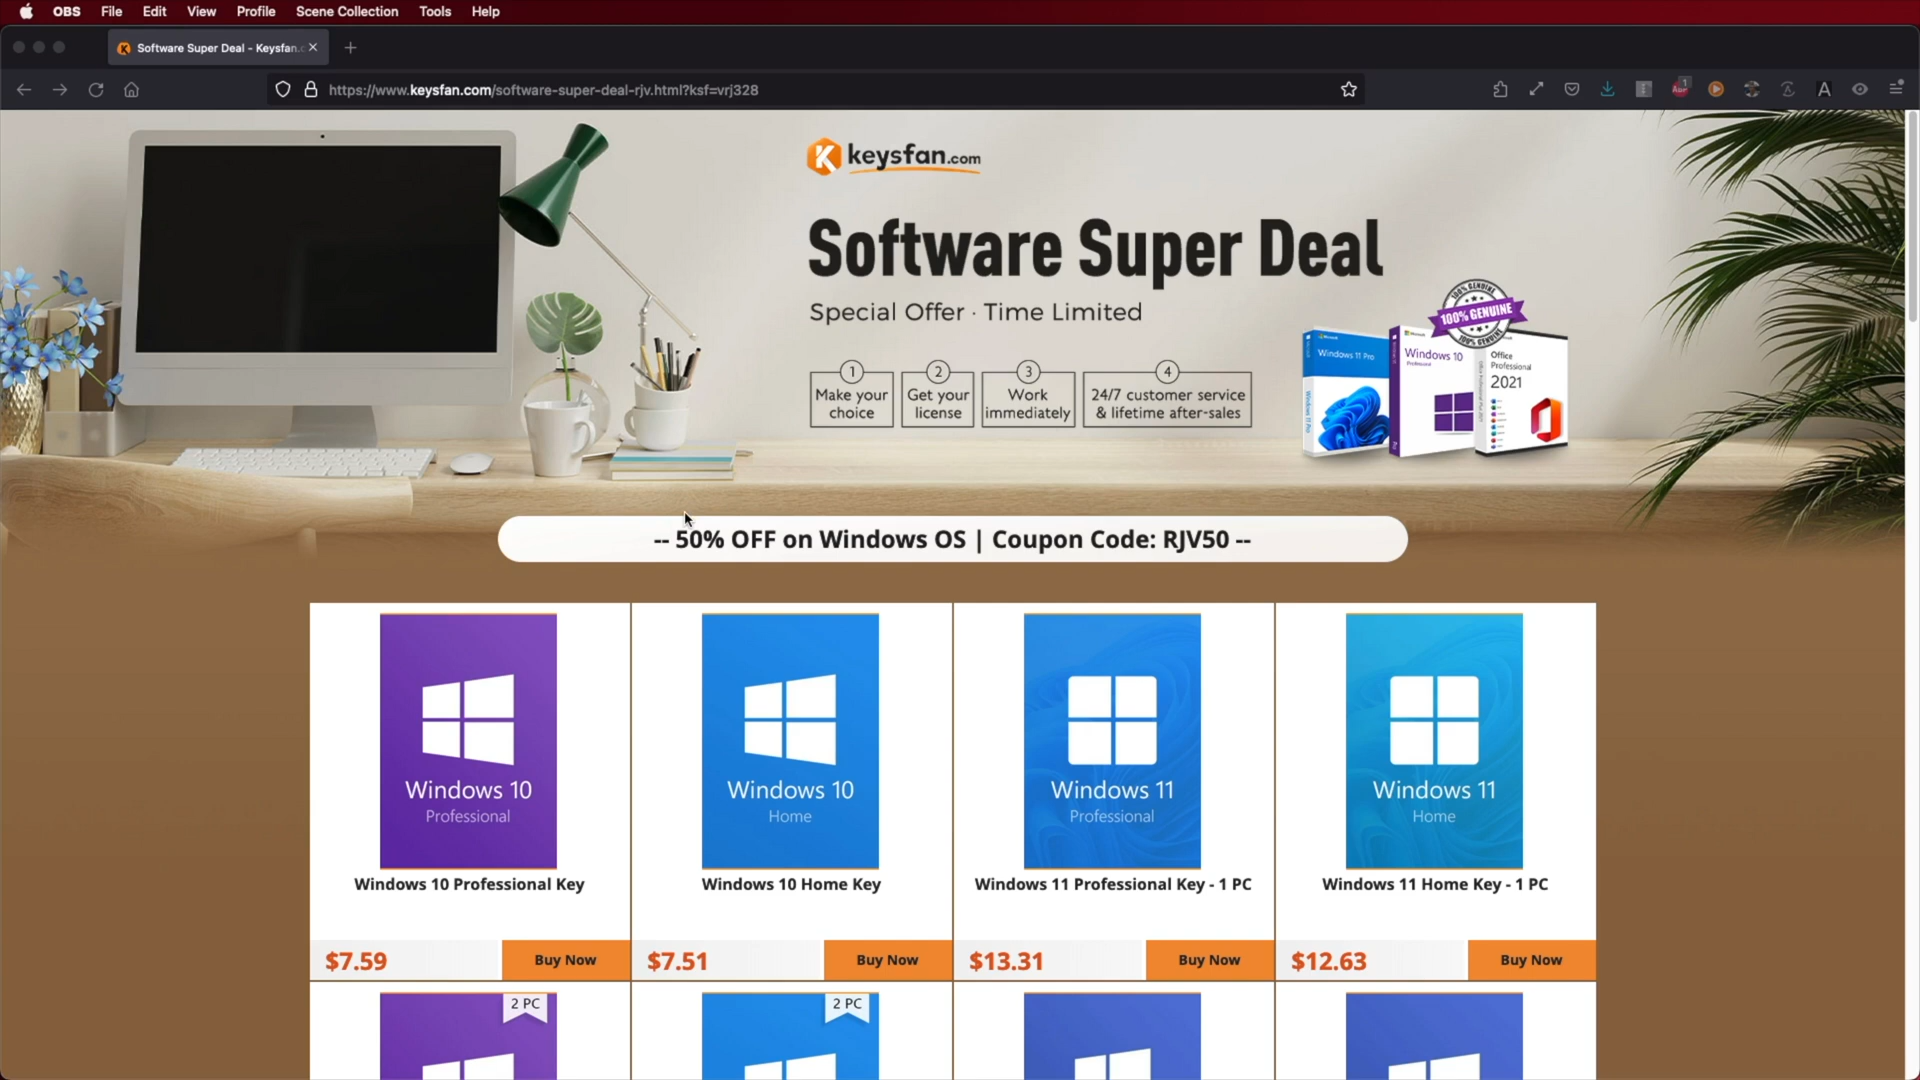 OBS File Edit View Profile Scene Collection Tools Help
Software Super Deal - Keysfan.c
https://www.keysfan.com/software-super-deal-rjv.html?ksf=vrj328
1
A
keysfan.com
Software Super Deal
Special Offer · Time Limited
1 2 3 4
Make your choice
Get your license
Work immediately
24/7 customer service & lifetime after-sales
100% GENUINE
100% GENUINE
100% GENUINE
Windows 11 Pro
Windows 10
Office
Professional
2021
-- 50% OFF on Windows OS | Coupon Code: RJV50 --
Windows 10
Professional
Windows 10
Home
Windows 11
Professional
Windows 11
Home
Windows 10 Professional Key
Windows 10 Home Key
Windows 11 Professional Key - 1 PC
Windows 11 Home Key - 1 PC
$7.59 Buy Now
$7.51 Buy Now
$13.31 Buy Now
$12.63 Buy Now
2 PC
2 PC